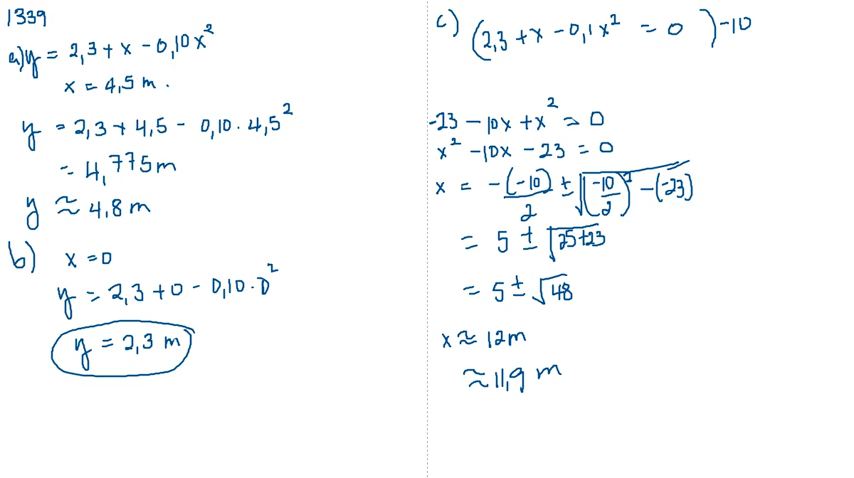 1339
a) y = 2,3 + x - 0,10x²
x = 4,5 m.
y = 2,3 + 4,5 - 0,10 · 4,5²
= 4,775 m
y ≈ 4,8 m
b) x = 0
y = 2,3 + 0 - 0,10 · 0²
y = 2,3 m
c) (2,3 + x - 0,1x² = 0) -10
-23 - 10x + x² = 0
x² - 10x - 23 = 0
x = -(-10)/2 ± √((-10/2)² - (-23))
= 5 ± √(25+23)
= 5 ± √48
x ≈ 12 m
≈ 11,9 m